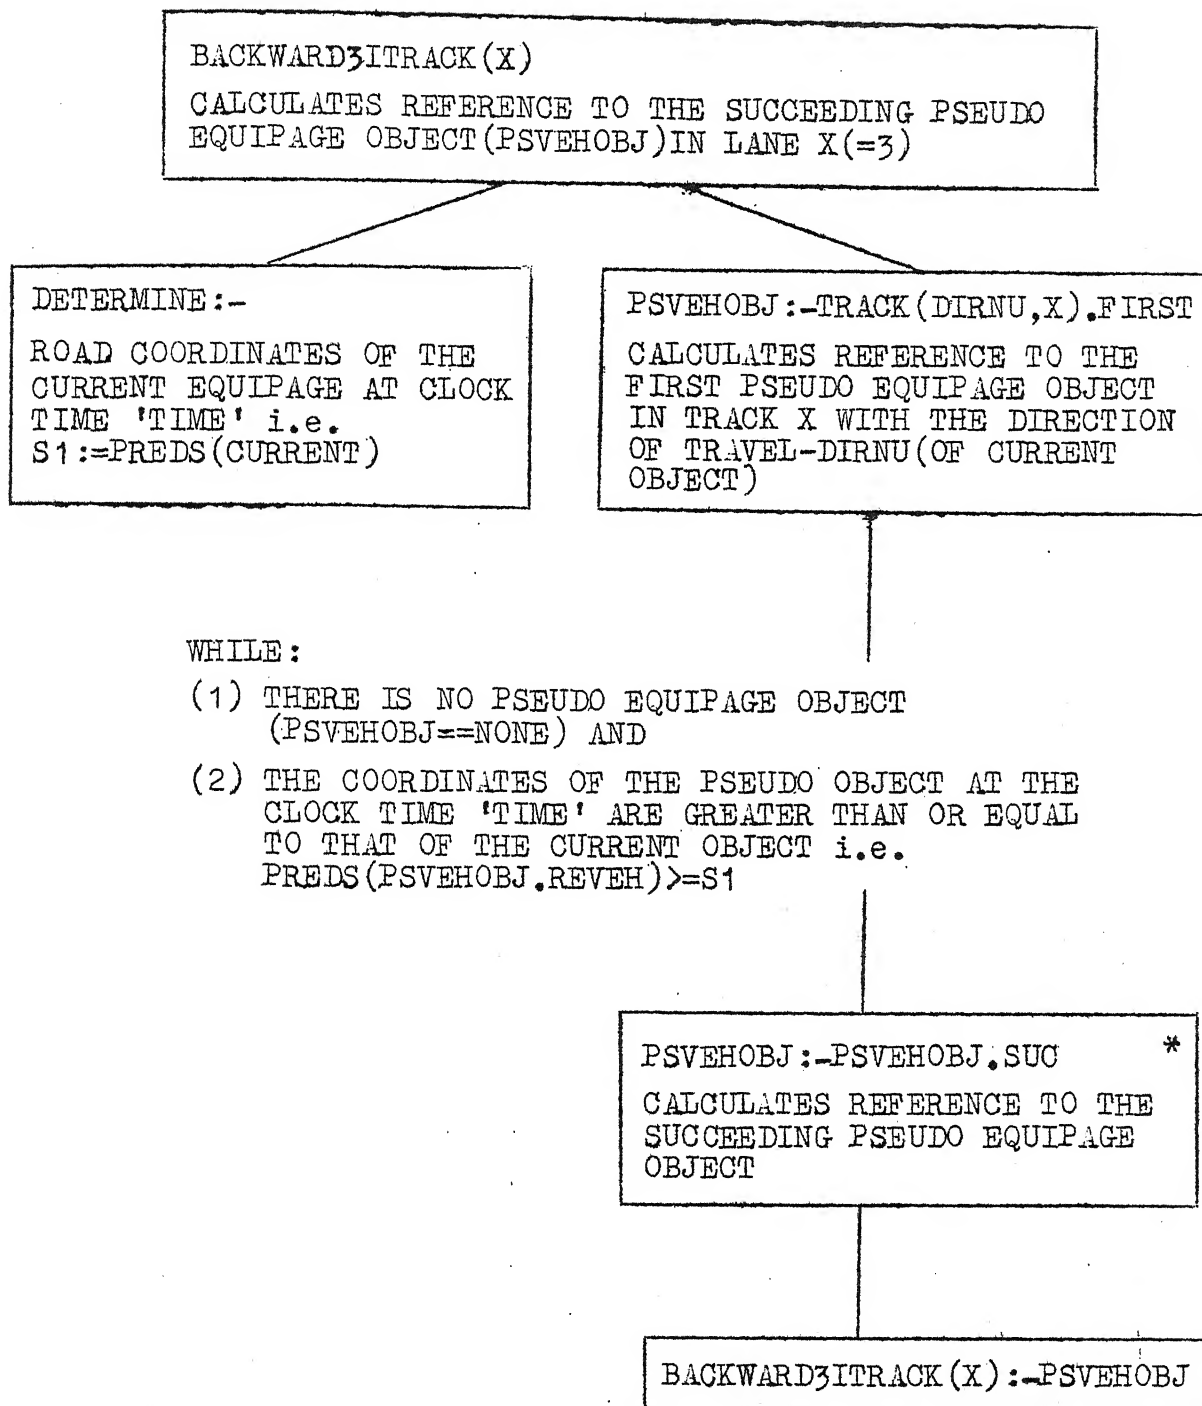 BACKWARD3ITRACK(X)
CALCULATES REFERENCE TO THE SUCCEEDING PSEUDO
EQUIPAGE OBJECT(PSVEHOBJ)IN LANE X(=3)
DETERMINE:-
ROAD COORDINATES OF THE
CURRENT EQUIPAGE AT CLOCK
TIME 'TIME' i.e.
S1:=PREDS(CURRENT)
PSVEHOBJ:-TRACK(DIRNU,X).FIRST
CALCULATES REFERENCE TO THE
FIRST PSEUDO EQUIPAGE OBJECT
IN TRACK X WITH THE DIRECTION
OF TRAVEL-DIRNU(OF CURRENT
OBJECT)
WHILE:
(1) THERE IS NO PSEUDO EQUIPAGE OBJECT
(PSVEHOBJ==NONE) AND
(2) THE COORDINATES OF THE PSEUDO OBJECT AT THE
CLOCK TIME 'TIME' ARE GREATER THAN OR EQUAL
TO THAT OF THE CURRENT OBJECT i.e.
PREDS(PSVEHOBJ.REVEH)>=S1
PSVEHOBJ:-PSVEHOBJ.SUC *
CALCULATES REFERENCE TO THE
SUCCEEDING PSEUDO EQUIPAGE
OBJECT
BACKWARD3ITRACK(X):-PSVEHOBJ